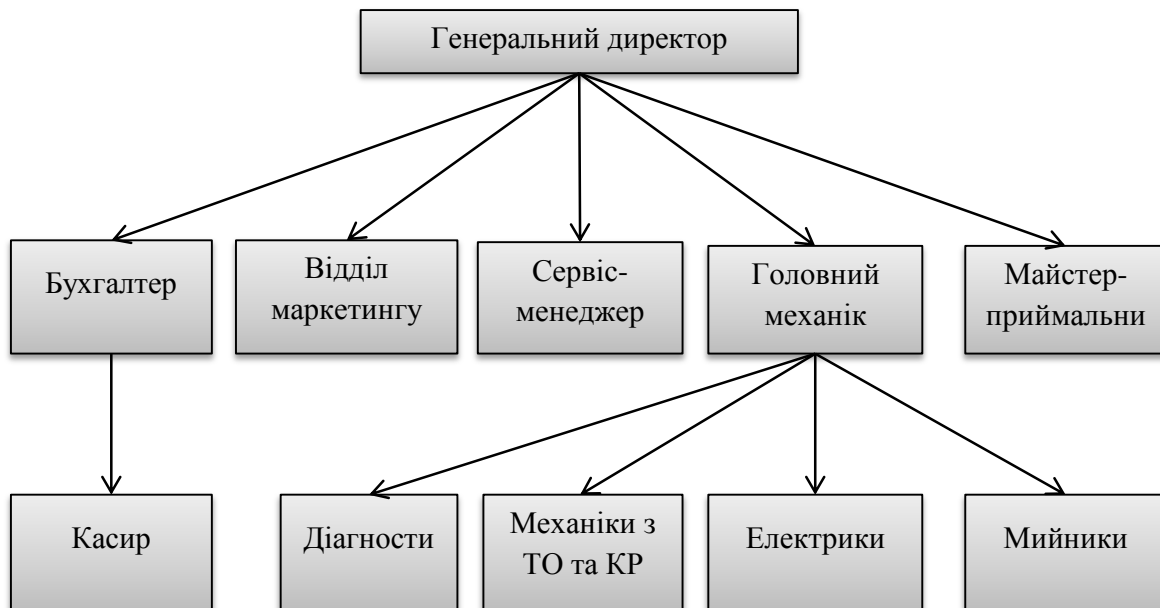 Генеральний директор
Бухгалтер
Відділ
маркетингу
Сервіс-
менеджер
Головний
механік
Майстер-
приймальни
Касир
Діагности
Механіки з
ТО та КР
Електрики
Мийники